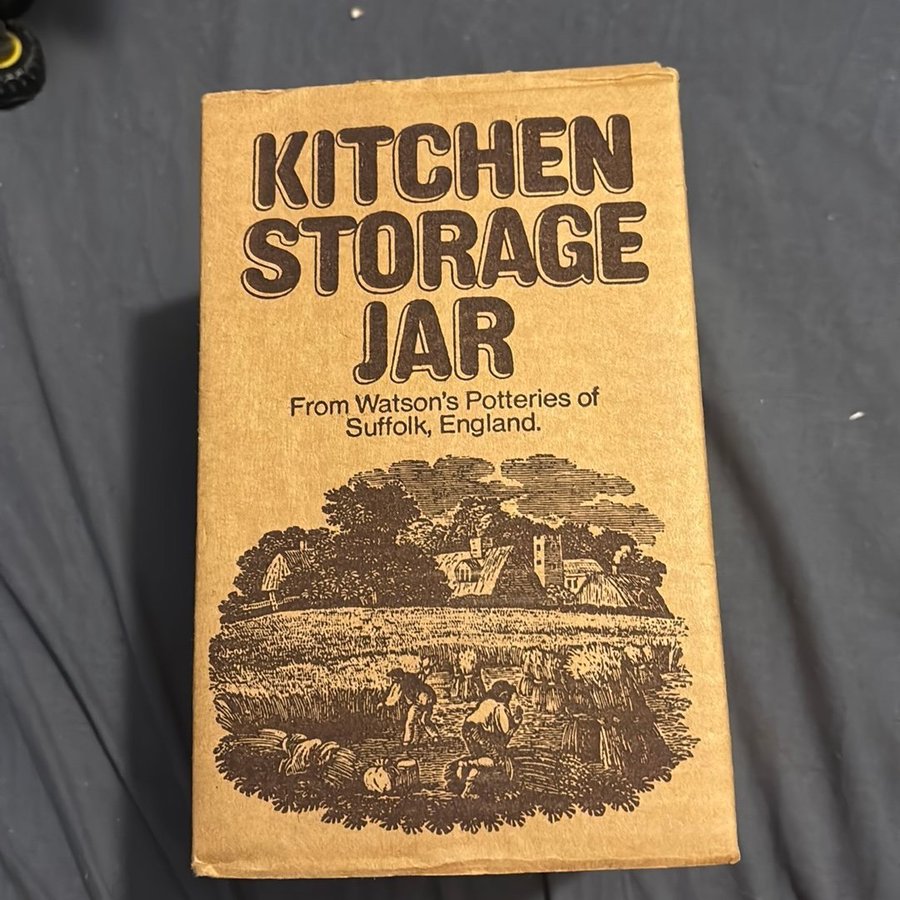 KITCHEN
STORAGE
JAR
From Watson's Potteries of
Suffolk, England.